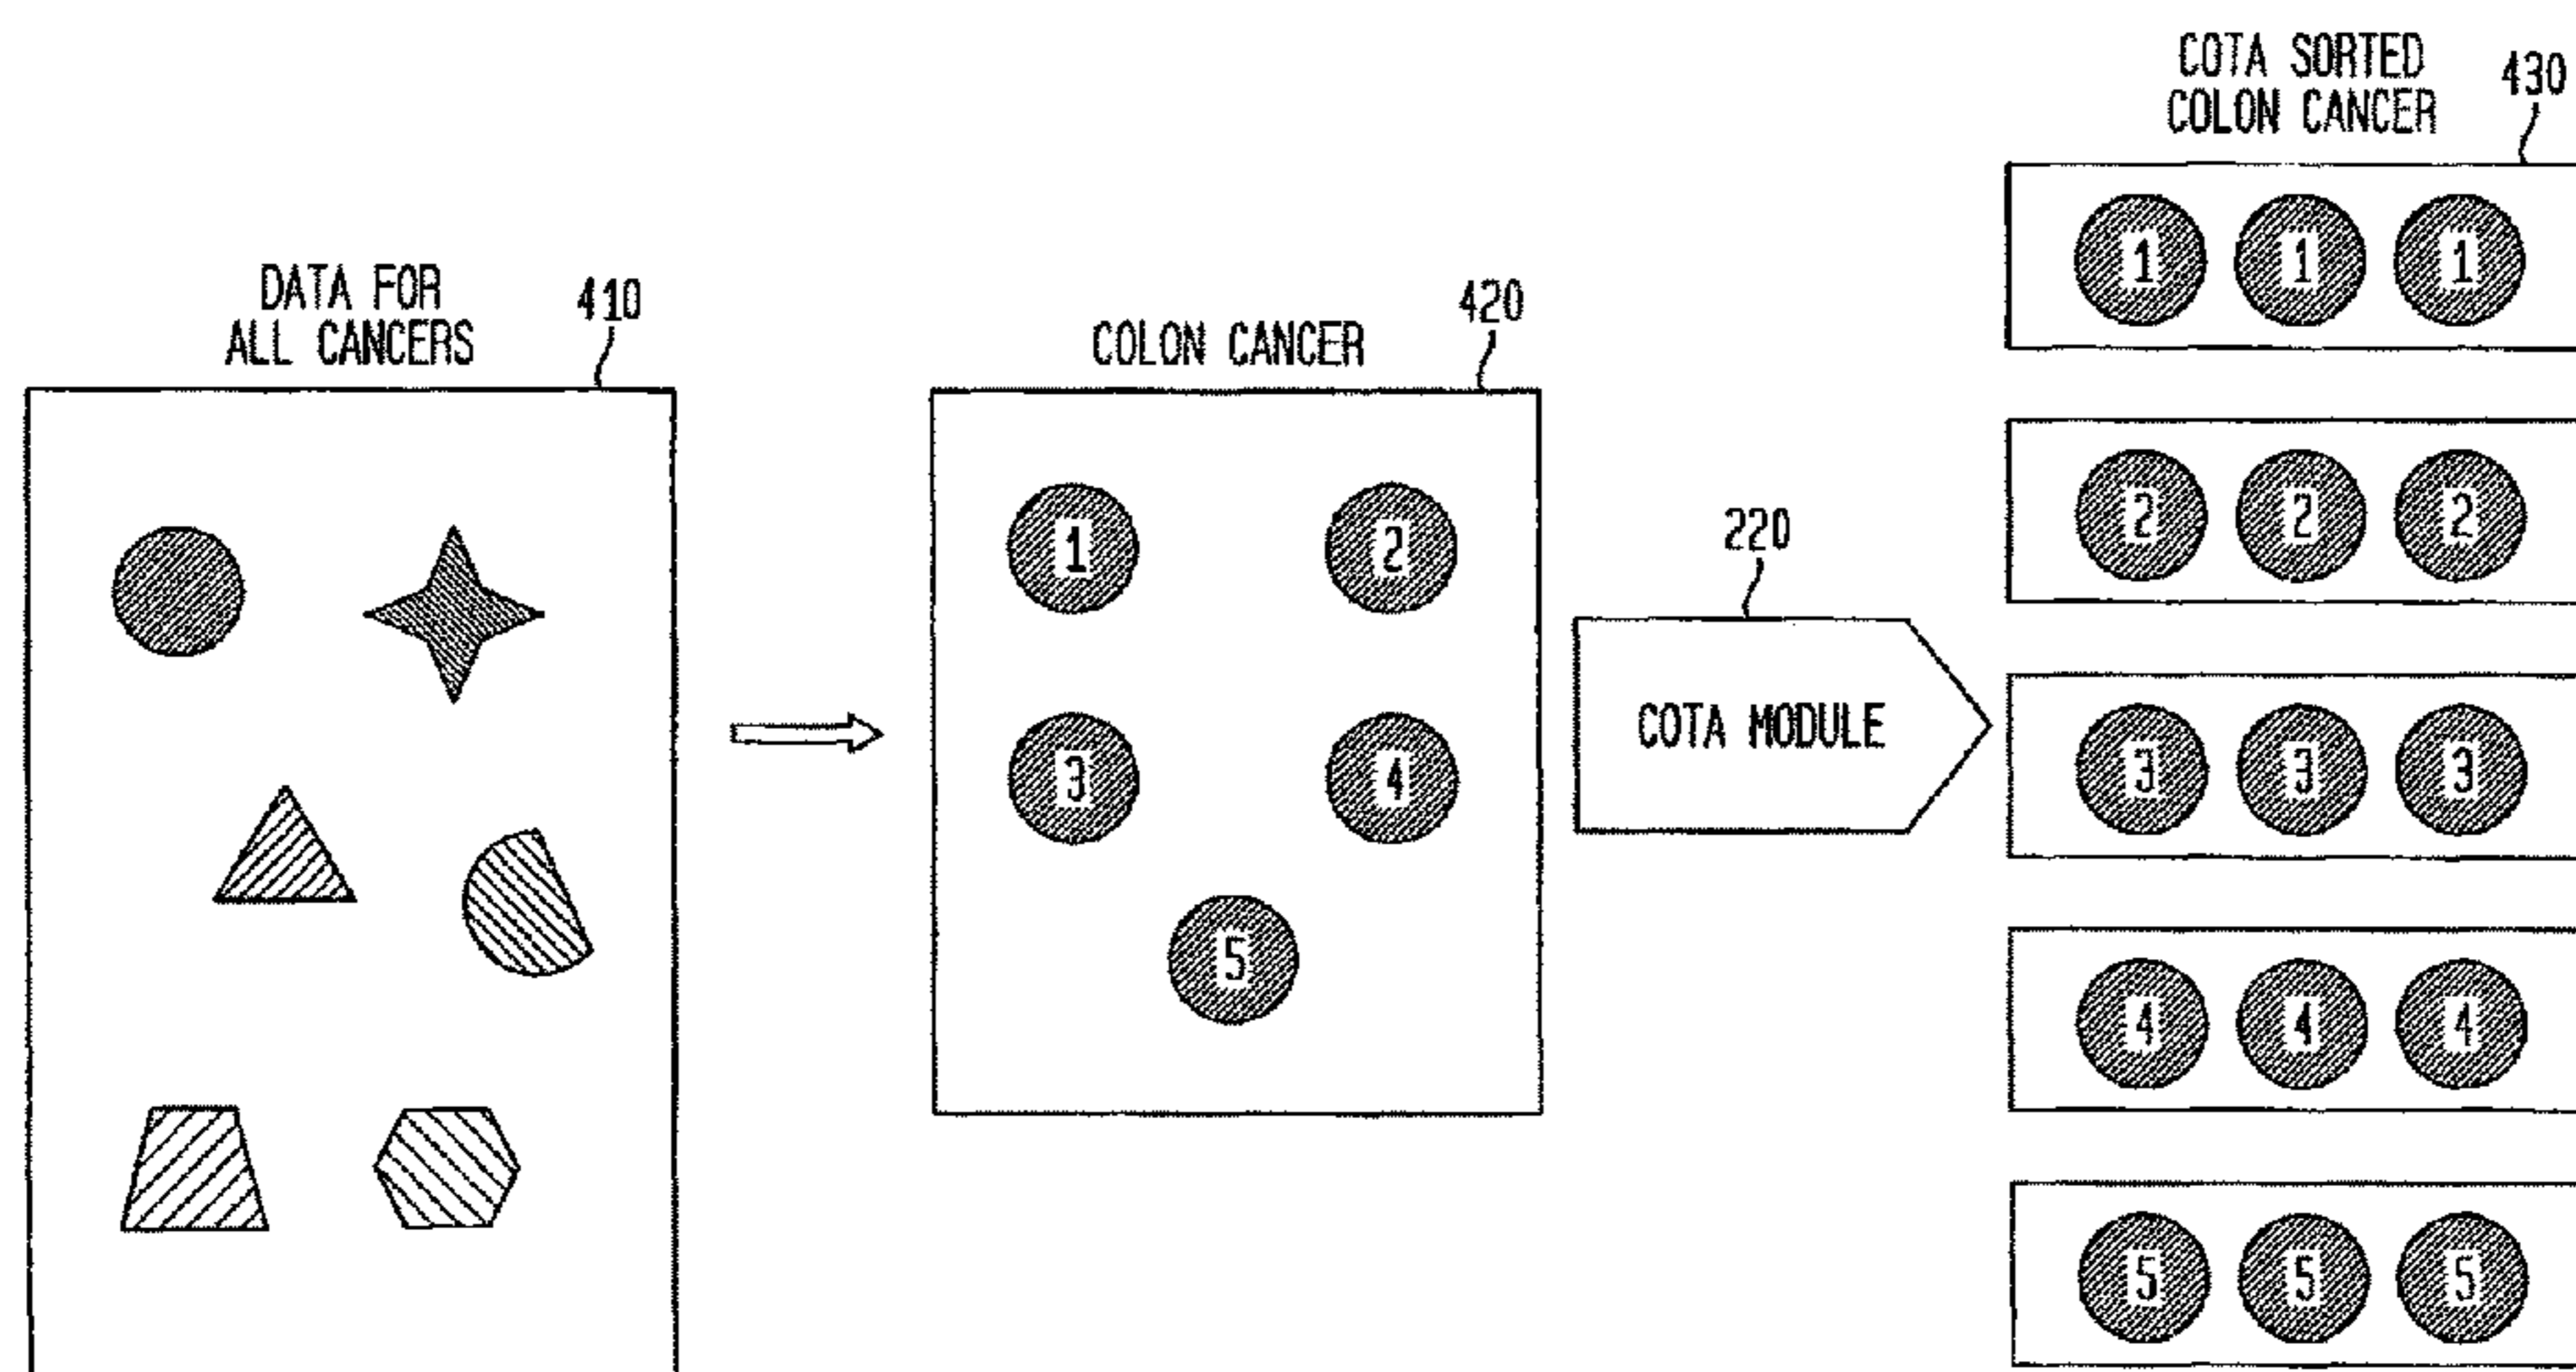 DATA FOR
ALL CANCERS
410
COLON CANCER
420
1
2
3
4
5
220
COTA MODULE
COTA SORTED
COLON CANCER
430
1 1 1
2 2 2
3 3 3
4 4 4
5 5 5